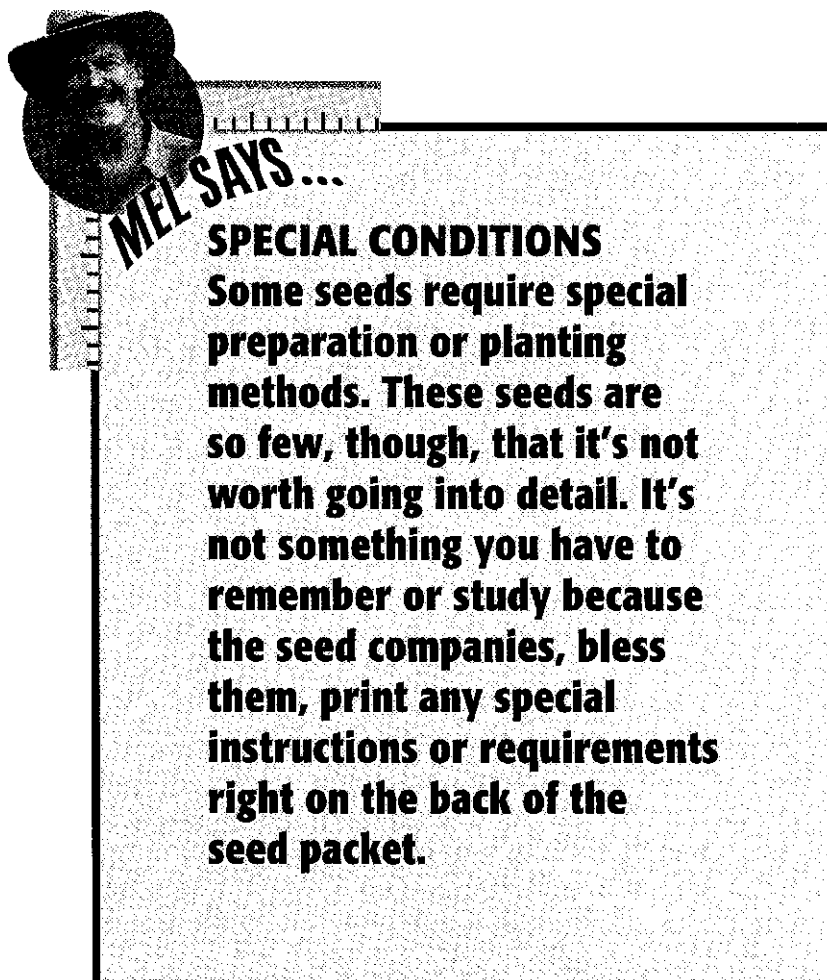 MEL SAYS...
SPECIAL CONDITIONS
Some seeds require special
preparation or planting
methods. These seeds are
so few, though, that it's not
worth going into detail. It's
not something you have to
remember or study because
the seed companies, bless
them, print any special
instructions or requirements
right on the back of the
seed packet.